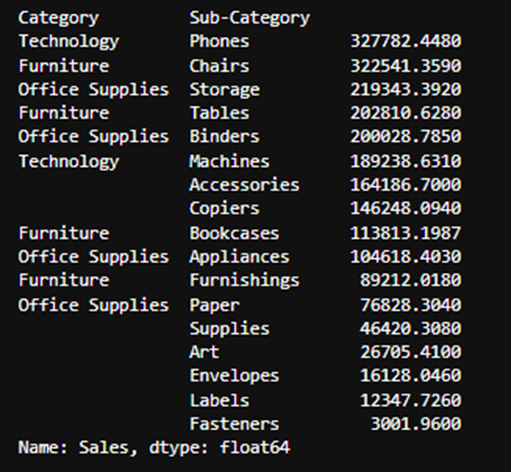 Category         Sub-Category
Technology       Phones         327782.4480
Furniture        Chairs         322541.3590
Office Supplies  Storage        219343.3920
Furniture        Tables         202810.6280
Office Supplies  Binders        200028.7850
Technology       Machines       189238.6310
                 Accessories    164186.7000
                 Copiers        146248.0940
Furniture        Bookcases      113813.1987
Office Supplies  Appliances     104618.4030
Furniture        Furnishings     89212.0180
Office Supplies  Paper           76828.3040
                 Supplies        46420.3080
                 Art             26705.4100
                 Envelopes       16128.0460
                 Labels          12347.7260
                 Fasteners        3001.9600
Name: Sales, dtype: float64